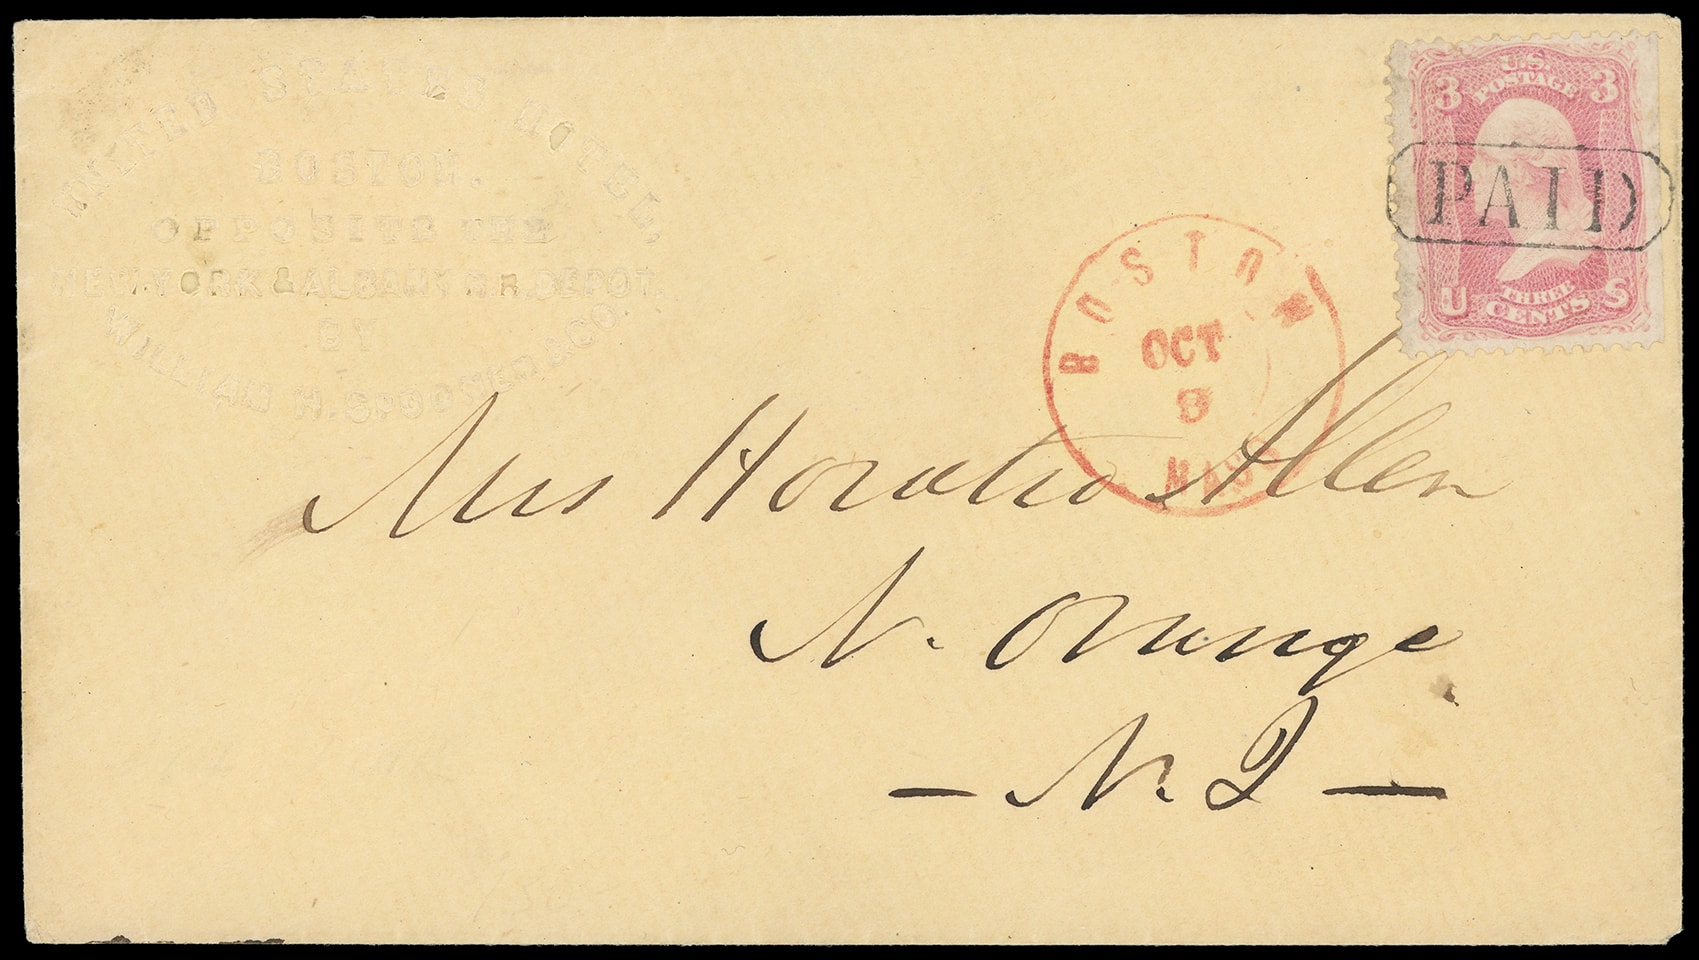 UNITED STATES HOTEL,
BOSTON.
OPPOSITE THE
NEW-YORK & ALBANY R.R. DEPOT,
BY
WILLIAM H. SPOONER & CO.
U.S.
POSTAGE
3 3
PAID
U THREE S
CENTS
BOSTON
OCT
MASS
Mrs Horatio Allen
N. Orange
- N. J -